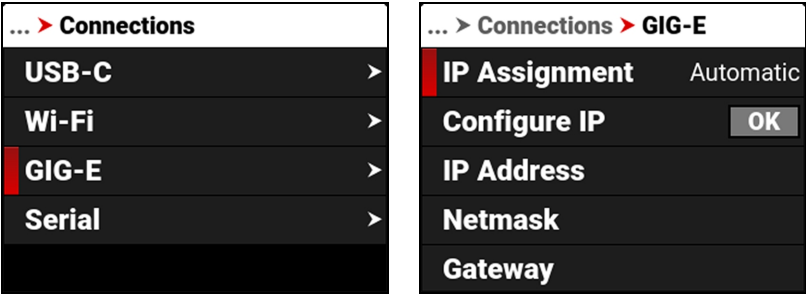 ... ➤ Connections
USB-C ➤
Wi-Fi ➤
GIG-E ➤
Serial ➤
... ➤ Connections ➤ GIG-E
IP Assignment Automatic
Configure IP OK
IP Address
Netmask
Gateway